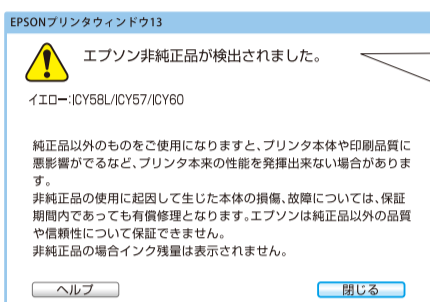 EPSONプリンタウィンドウ13
エプソン非純正品が検出されました。
イエロー:ICY58L/ICY57/ICY60
純正品以外のものをご使用になりますと、プリンタ本体や印刷品質に
悪影響がでるなど、プリンタ本来の性能を発揮出来ない場合がありま
す。
非純正品の使用に起因して生じた本体の損傷、故障については、保証
期間内であっても有償修理となります。エプソンは純正品以外の品質
や信頼性について保証できません。
非純正品の場合インク残量は表示されません。
ヘルプ
閉じる